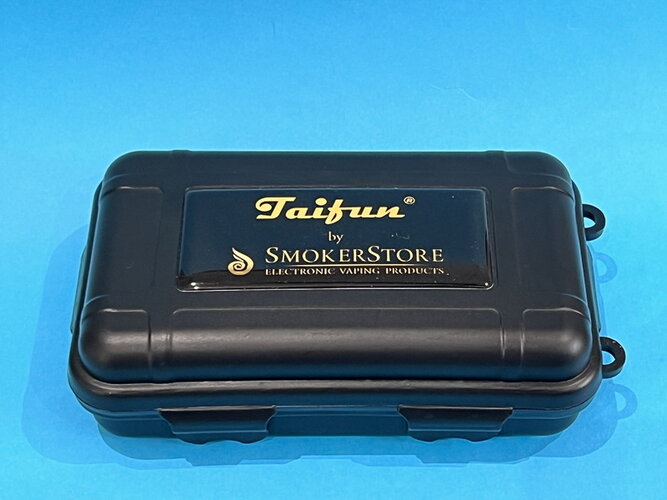 Taifun®
by
SMOKERSTORE
ELECTRONIC VAPING PRODUCTS